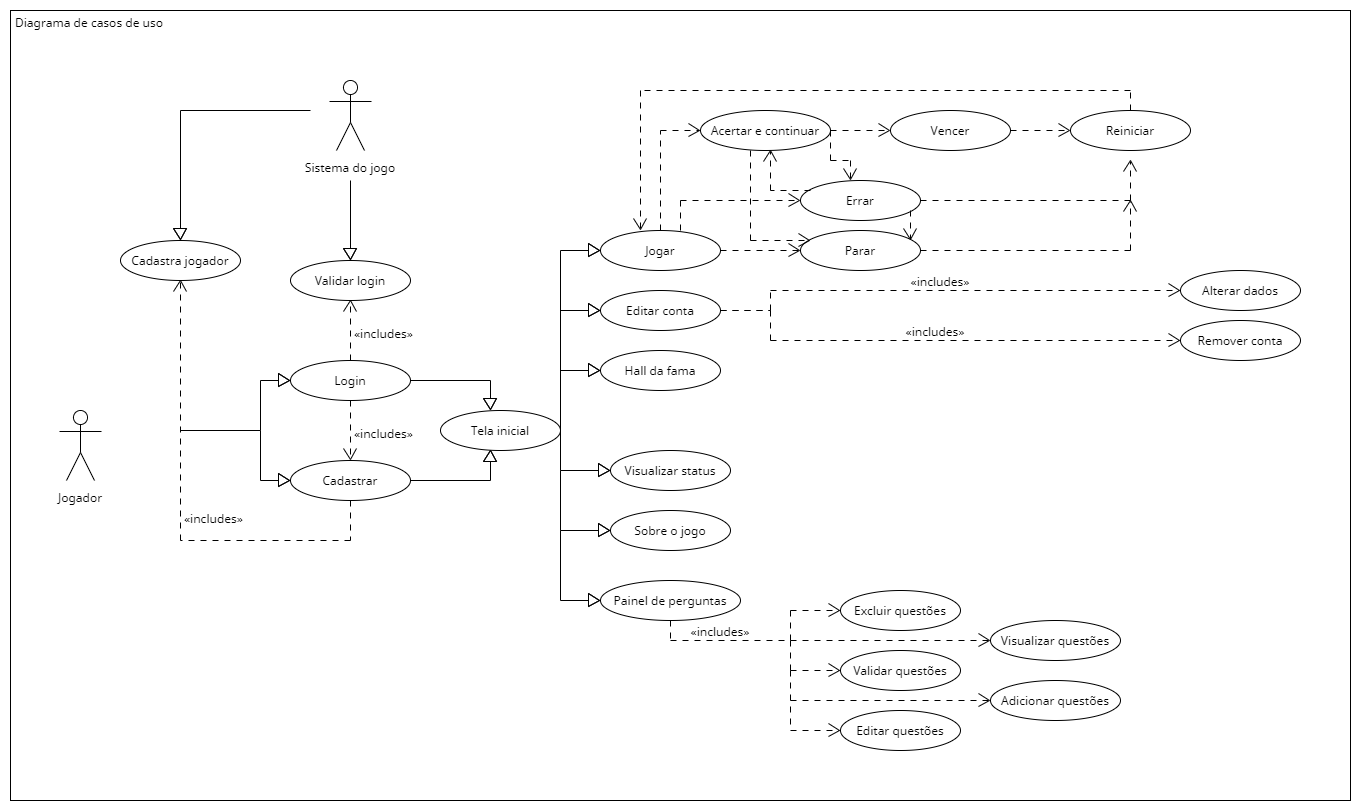 Diagrama de casos de uso
Sistema do jogo
Acertar e continuar
Vencer
Reiniciar
Errar
Cadastra jogador
Validar login
Jogar
Parar
«includes»
Alterar dados
Editar conta
«includes»
Remover conta
«includes»
Login
Hall da fama
«includes»
Tela inicial
Jogador
Cadastrar
Visualizar status
«includes»
Sobre o jogo
Painel de perguntas
«includes»
Excluir questões
Visualizar questões
Validar questões
Adicionar questões
Editar questões